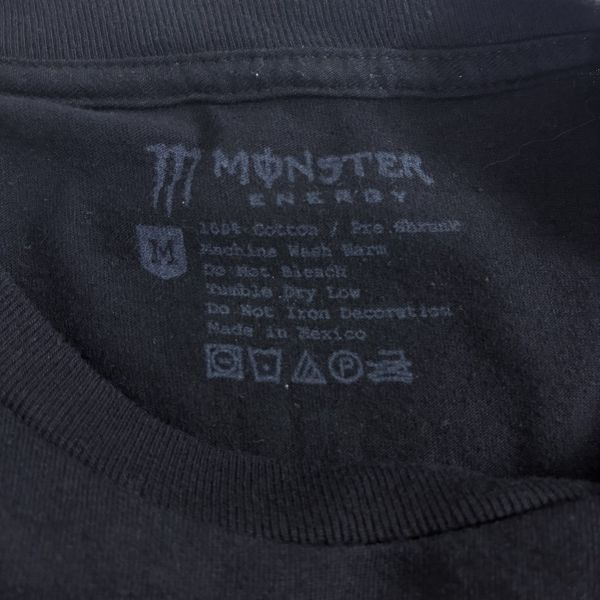 MONSTER
ENERGY
M
100% Cotton / Pre Shrunk
Machine Wash Warm
Do Not Bleach
Tumble Dry Low
Do Not Iron Decoration
Made in Mexico
P